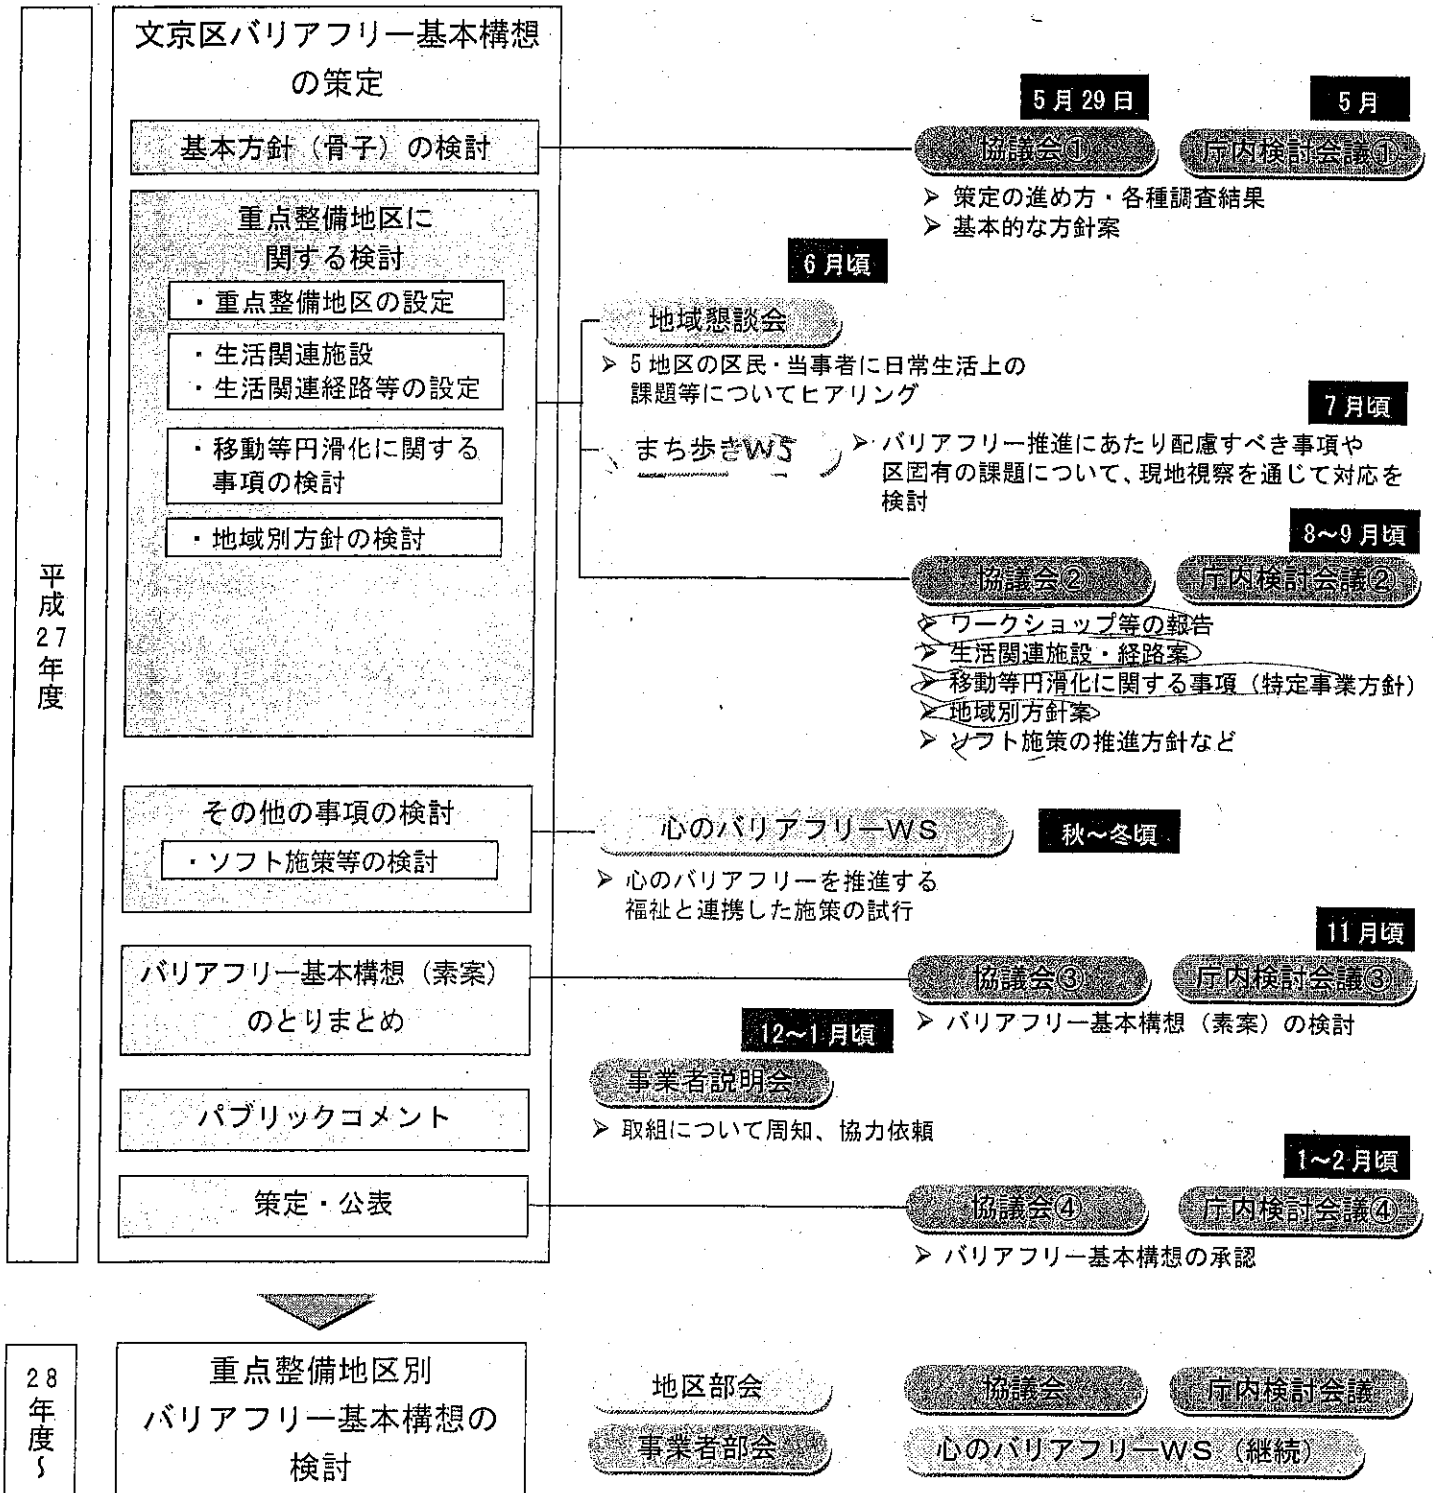 平成27年度
文京区バリアフリー基本構想
の策定
基本方針（骨子）の検討
5月29日
5月
協議会①
庁内検討会議①
➢ 策定の進め方・各種調査結果
➢ 基本的な方針案
重点整備地区に
関する検討
・重点整備地区の設定
・生活関連施設
・生活関連経路等の設定
・移動等円滑化に関する
事項の検討
・地域別方針の検討
6月頃
地域懇談会
➢ 5地区の区民・当事者に日常生活上の
課題等についてヒアリング
7月頃
まち歩きWS
➢ バリアフリー推進にあたり配慮すべき事項や
区固有の課題について、現地視察を通じて対応を
検討
8～9月頃
協議会②
庁内検討会議②
➢ ワークショップ等の報告
➢ 生活関連施設・経路案
➢ 移動等円滑化に関する事項（特定事業方針）
➢ 地域別方針案
➢ ソフト施策の推進方針など
その他の事項の検討
・ソフト施策等の検討
心のバリアフリーWS
秋～冬頃
➢ 心のバリアフリーを推進する
福祉と連携した施策の試行
バリアフリー基本構想（素案）
のとりまとめ
11月頃
協議会③
庁内検討会議③
➢ バリアフリー基本構想（素案）の検討
12～1月頃
事業者説明会
➢ 取組について周知、協力依頼
パブリックコメント
策定・公表
1～2月頃
協議会④
庁内検討会議④
➢ バリアフリー基本構想の承認
28年度～
重点整備地区別
バリアフリー基本構想の
検討
地区部会
協議会
庁内検討会議
事業者部会
心のバリアフリーWS（継続）